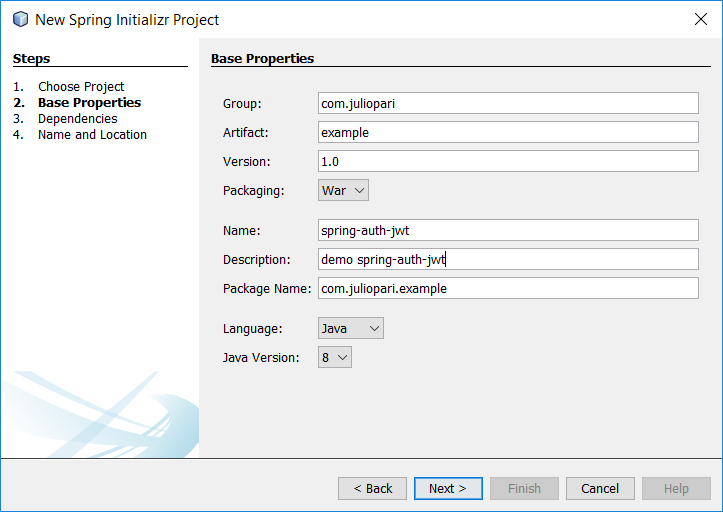 New Spring Initializr Project
Steps
1. Choose Project
2. Base Properties
3. Dependencies
4. Name and Location
Base Properties
Group: com.juliopari
Artifact: example
Version: 1.0
Packaging: War
Name: spring-auth-jwt
Description: demo spring-auth-jwt
Package Name: com.juliopari.example
Language: Java
Java Version: 8
< Back Next > Finish Cancel Help